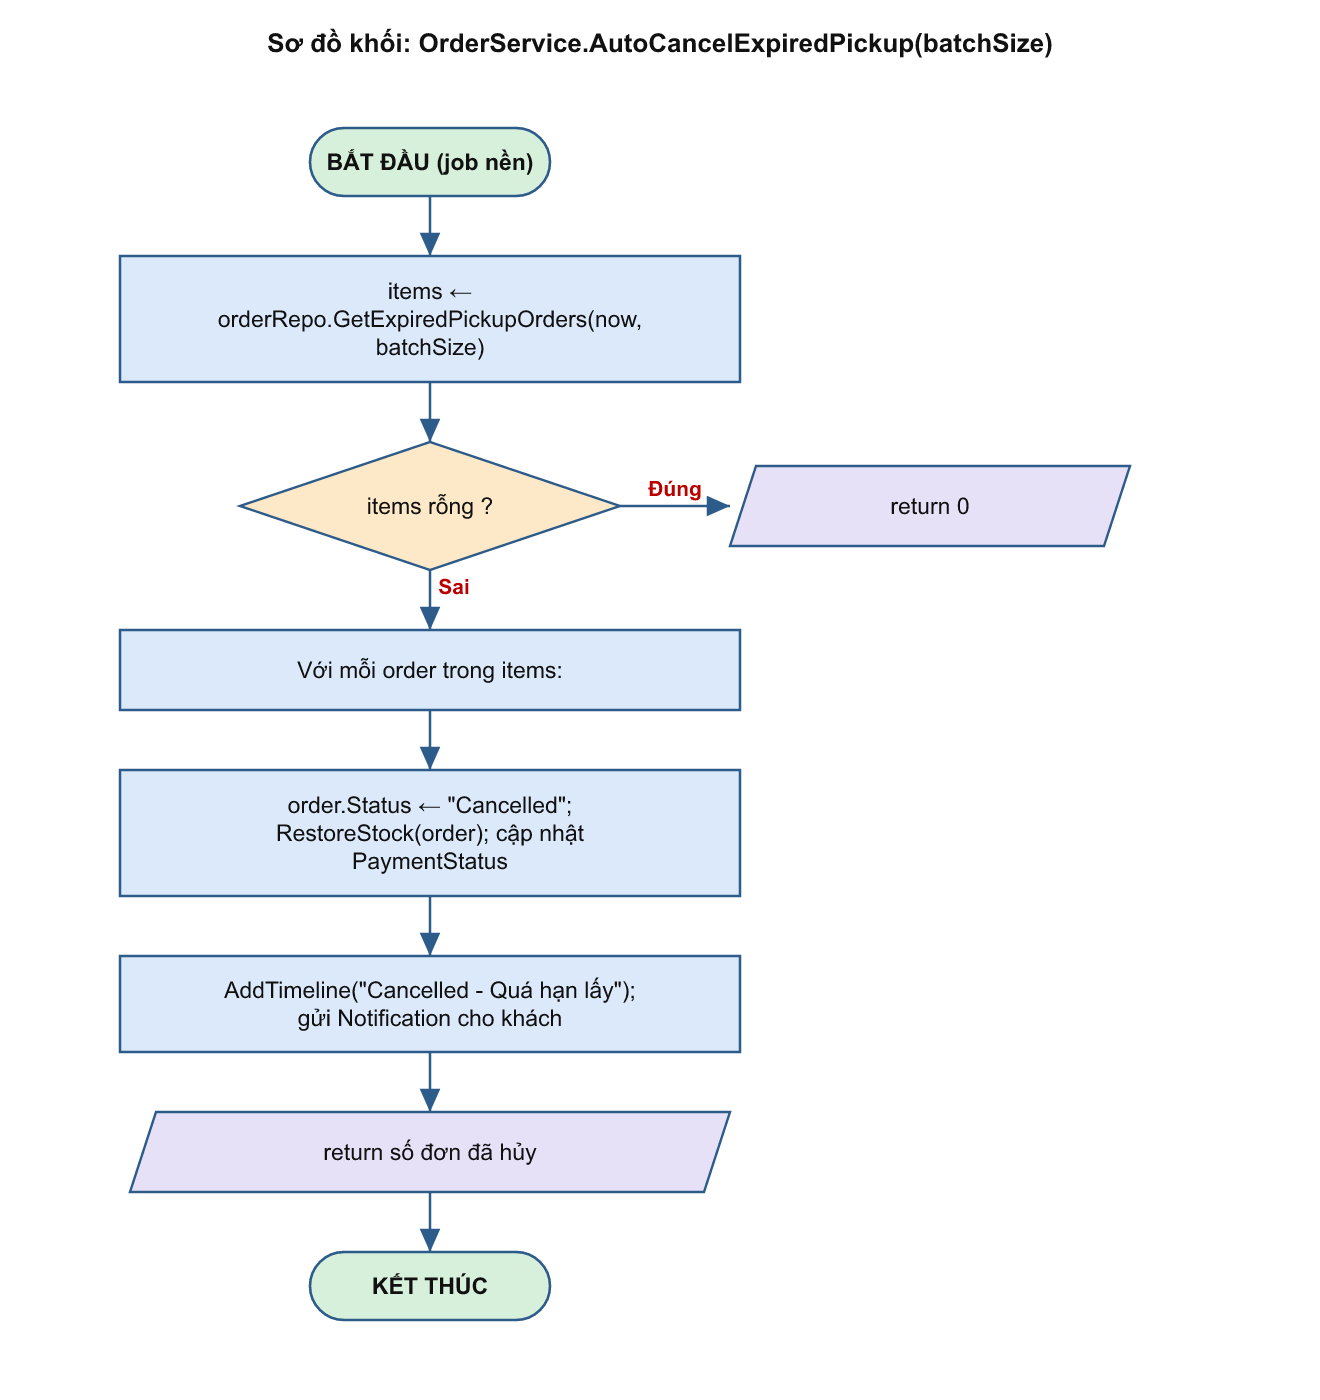 Sơ đồ khối: OrderService.AutoCancelExpiredPickup(batchSize)
BẮT ĐẦU (job nền)
items ←
orderRepo.GetExpiredPickupOrders(now,
batchSize)
items rỗng ?
Đúng
return 0
Sai
Với mỗi order trong items:
order.Status ← "Cancelled";
RestoreStock(order); cập nhật
PaymentStatus
AddTimeline("Cancelled - Quá hạn lấy");
gửi Notification cho khách
return số đơn đã hủy
KẾT THÚC